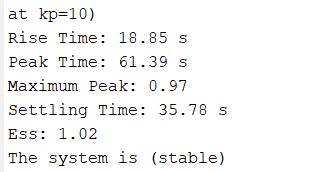 at kp=10)
Rise Time: 18.85 s
Peak Time: 61.39 s
Maximum Peak: 0.97
Settling Time: 35.78 s
Ess: 1.02
The system is (stable)